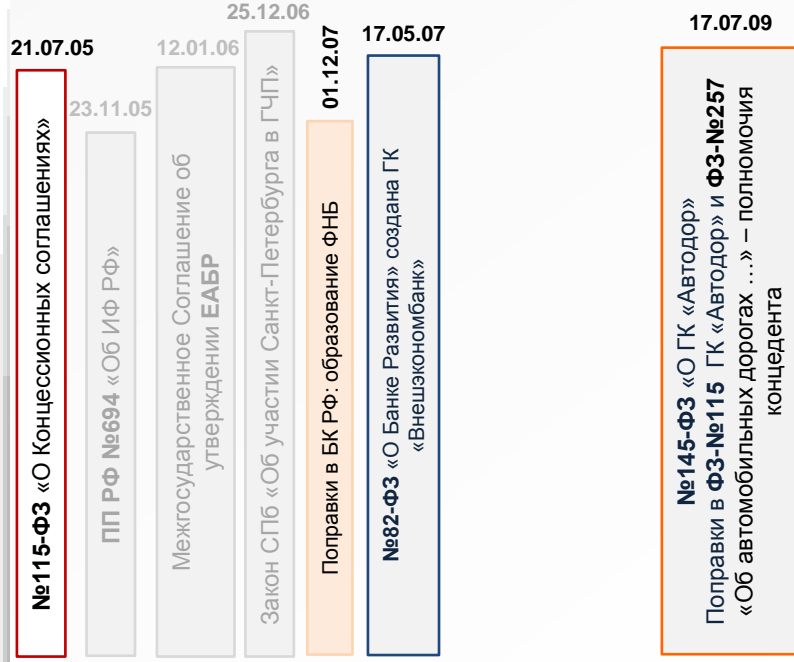 21.07.05
№115-ФЗ «О Концессионных соглашениях»
23.11.05
ПП РФ №694 «Об ИФ РФ»
12.01.06
Межгосударственное Соглашение об
утверждении ЕАБР
25.12.06
Закон СПб «Об участии Санкт-Петербурга в ГЧП»
01.12.07
Поправки в БК РФ: образование ФНБ
17.05.07
№82-ФЗ «О Банке Развития» создана ГК
«Внешэкономбанк»
17.07.09
№145-ФЗ «О ГК «Автодор»
Поправки в ФЗ-№115 ГК «Автодор» и ФЗ-№257
«Об автомобильных дорогах …» – полномочия
концедента